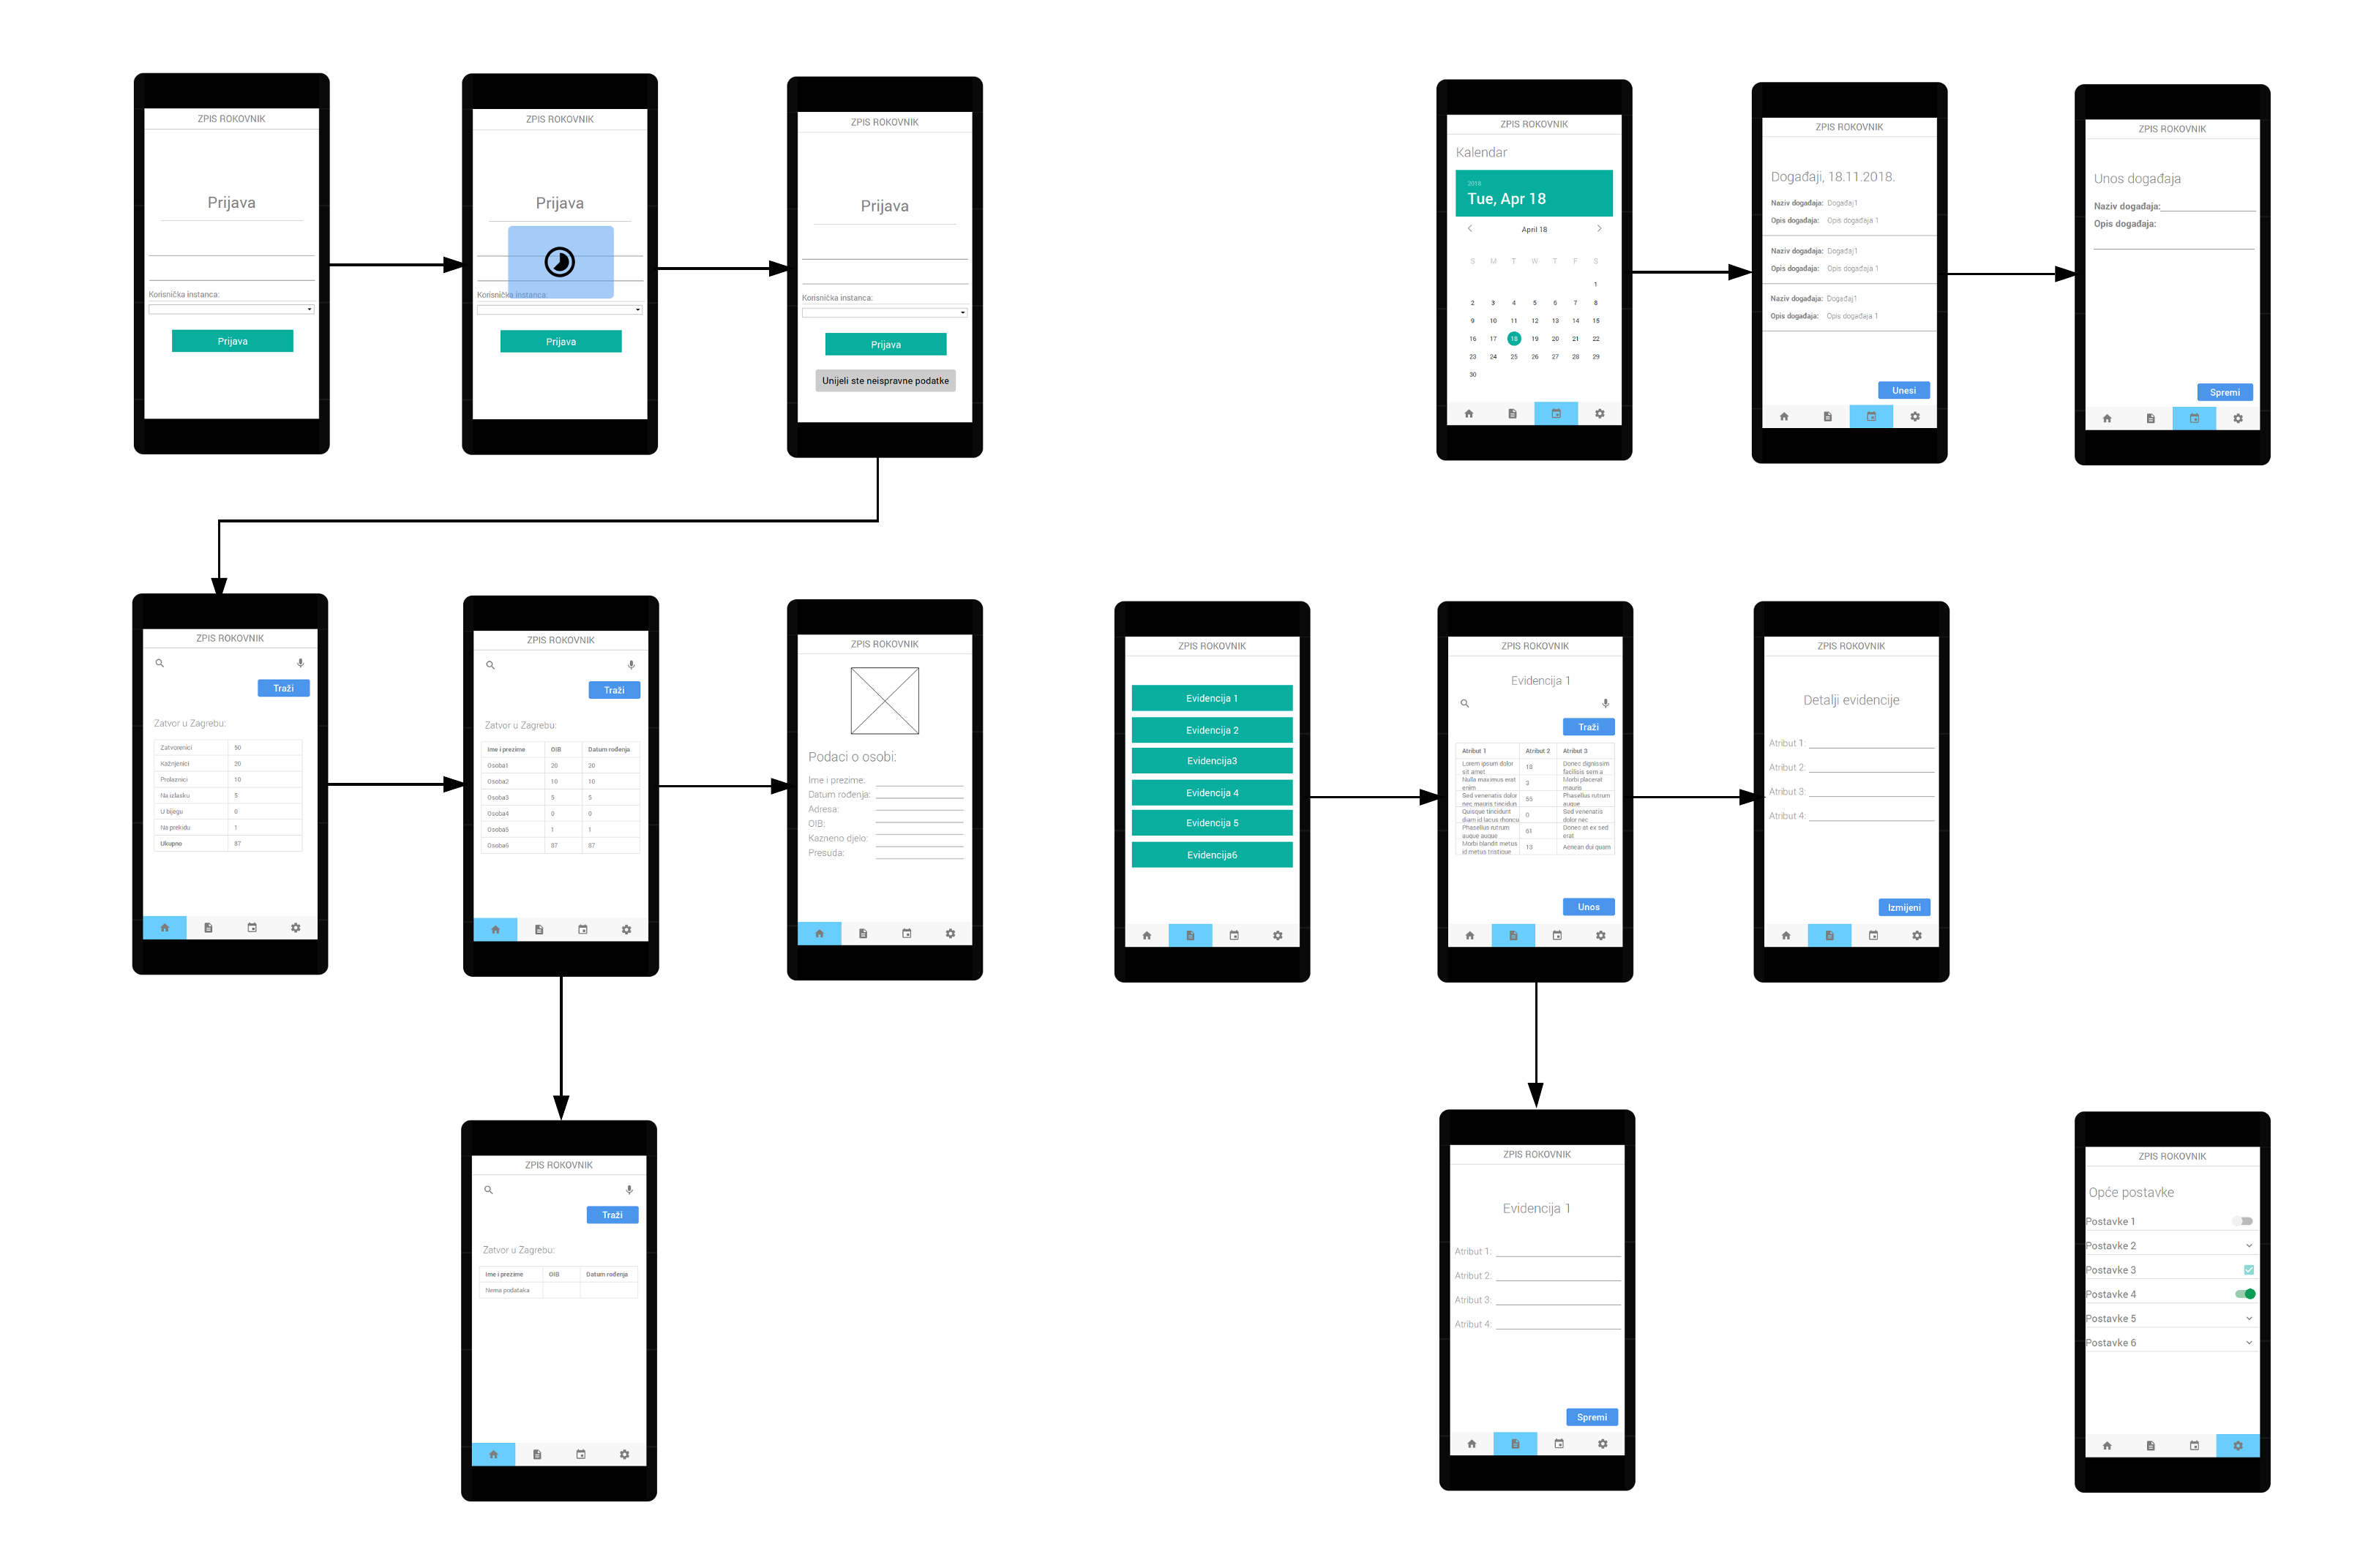 ZPIS ROKOVNIK
Prijava
Korisnička instanca:
Prijava
ZPIS ROKOVNIK
Prijava
Korisnička instanca:
Prijava
ZPIS ROKOVNIK
Prijava
Korisnička instanca:
Prijava
Unijeli ste neispravne podatke
ZPIS ROKOVNIK
Kalendar
2018
Tue, Apr 18
April 18
S M T W T F S
1
2 3 4 5 6 7 8
9 10 11 12 13 14 15
16 17 18 19 20 21 22
23 24 25 26 27 28 29
30
ZPIS ROKOVNIK
Događaji, 18.11.2018.
Naziv događaja: Događaj1
Opis događaja: Opis događaja 1
Naziv događaja: Događaj1
Opis događaja: Opis događaja 1
Naziv događaja: Događaj1
Opis događaja: Opis događaja 1
Unesi
ZPIS ROKOVNIK
Unos događaja
Naziv događaja:
Opis događaja:
Spremi
ZPIS ROKOVNIK
Traži
Zatvor u Zagrebu:
Zatvorenici 50
Kažnjenici 20
Prolaznici 10
Na izlasku 5
U bijegu 0
Na prekidu 1
Ukupno 87
ZPIS ROKOVNIK
Traži
Zatvor u Zagrebu:
Ime i prezime OIB Datum rođenja
Osoba1 20 20
Osoba2 10 10
Osoba3 5 5
Osoba4 0 0
Osoba5 1 1
Osoba6 87 87
ZPIS ROKOVNIK
Podaci o osobi:
Ime i prezime:
Datum rođenja:
Adresa:
OIB:
Kazneno djelo:
Presuda:
ZPIS ROKOVNIK
Evidencija 1
Evidencija 2
Evidencija3
Evidencija 4
Evidencija 5
Evidencija6
ZPIS ROKOVNIK
Evidencija 1
Traži
Atribut 1 Atribut 2 Atribut 3
Lorem ipsum dolor sit amet 18 Donec dignissim facilisis sem a
Nulla maximus erat enim 2 Morbi placerat mauris
Sed venenatis dolor nec mauris tincidun 55 Phasellus rutrum augue
Quisque tincidunt diam id lacus rhoncu 0 Sed venenatis dolor nec
Phasellus rutrum augue augue 61 Donec at ex sed erat
Morbi blandit metus id metus tristique 13 Aenean dui quam
Unos
ZPIS ROKOVNIK
Detalji evidencije
Atribut 1:
Atribut 2:
Atribut 3:
Atribut 4:
Izmijeni
ZPIS ROKOVNIK
Traži
Zatvor u Zagrebu:
Ime i prezime OIB Datum rođenja
Nema podataka
ZPIS ROKOVNIK
Evidencija 1
Atribut 1:
Atribut 2:
Atribut 3:
Atribut 4:
Spremi
ZPIS ROKOVNIK
Opće postavke
Postavke 1
Postavke 2
Postavke 3
Postavke 4
Postavke 5
Postavke 6